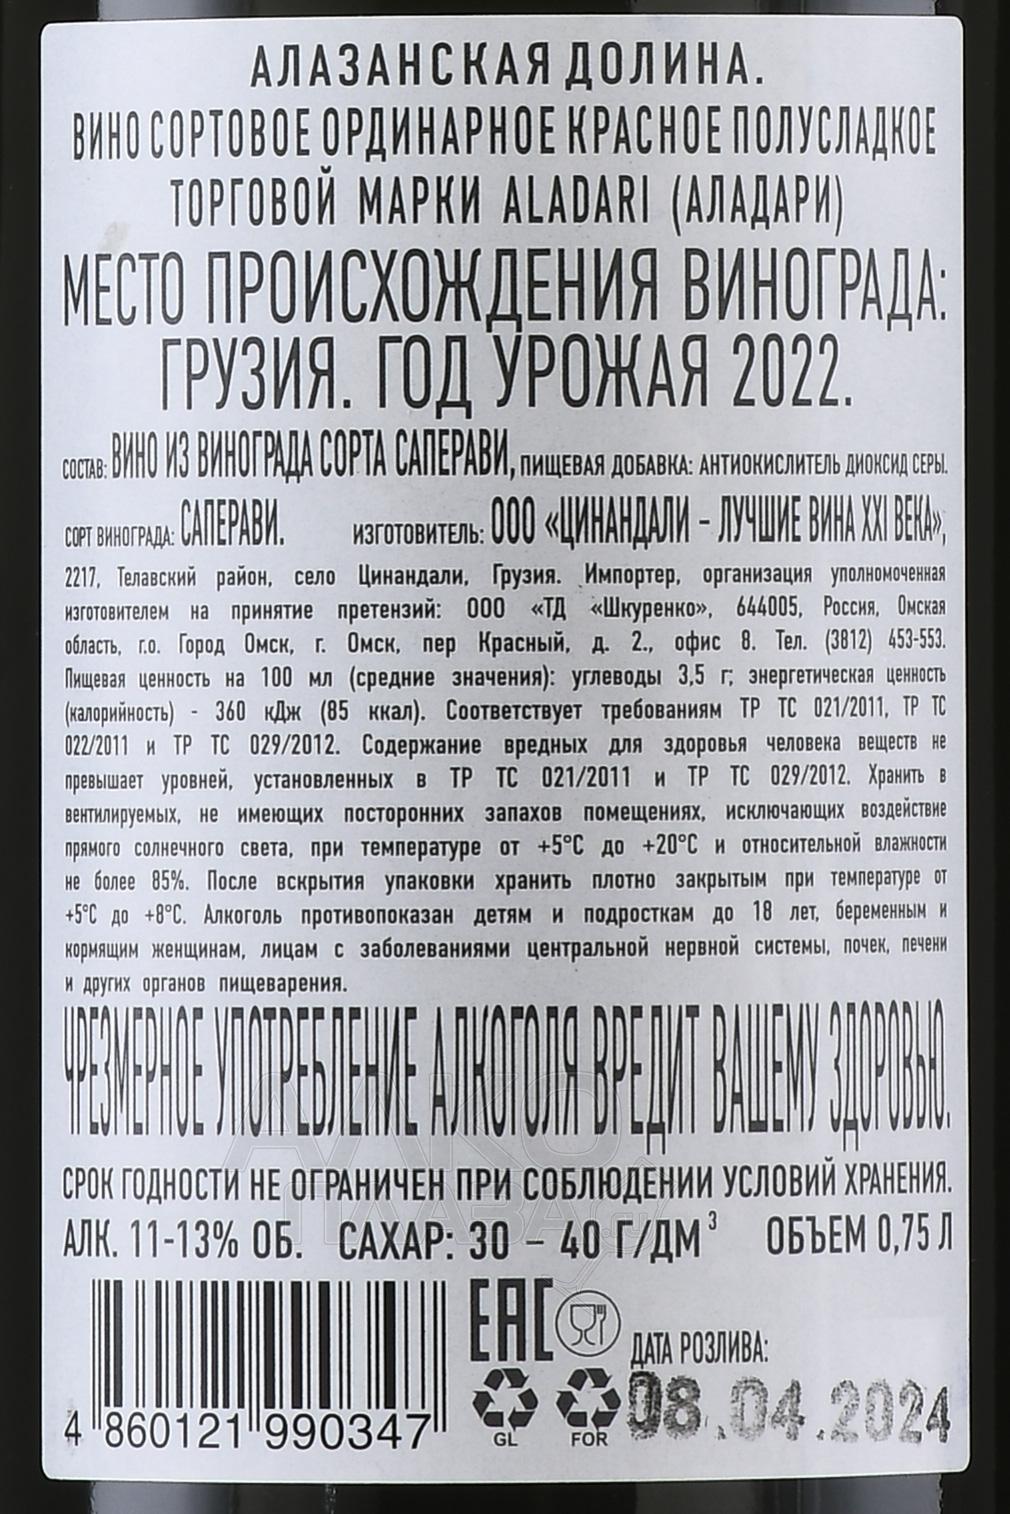 АЛАЗАНСКАЯ ДОЛИНА.
ВИНО СОРТОВОЕ ОРДИНАРНОЕ КРАСНОЕ ПОЛУСЛАДКОЕ
ТОРГОВОЙ МАРКИ ALADARI (АЛАДАРИ)
МЕСТО ПРОИСХОЖДЕНИЯ ВИНОГРАДА:
ГРУЗИЯ. ГОД УРОЖАЯ 2022.
СОСТАВ: ВИНО ИЗ ВИНОГРАДА СОРТА САПЕРАВИ, ПИЩЕВАЯ ДОБАВКА: АНТИОКИСЛИТЕЛЬ ДИОКСИД СЕРЫ.
СОРТ ВИНОГРАДА: САПЕРАВИ. ИЗГОТОВИТЕЛЬ: ООО «ЦИНАНДАЛИ – ЛУЧШИЕ ВИНА XXI ВЕКА»,
2217, Телавский район, село Цинандали, Грузия. Импортер, организация уполномоченная
изготовителем на принятие претензий: ООО «ТД «Шкуренко», 644005, Россия, Омская
область, г.о. Город Омск, г. Омск, пер Красный, д. 2., офис 8. Тел. (3812) 453-553.
Пищевая ценность на 100 мл (средние значения): углеводы 3,5 г; энергетическая ценность
(калорийность) - 360 кДж (85 ккал). Соответствует требованиям ТР ТС 021/2011, ТР ТС
022/2011 и ТР ТС 029/2012. Содержание вредных для здоровья человека веществ не
превышает уровней, установленных в ТР ТС 021/2011 и ТР ТС 029/2012. Хранить в
вентилируемых, не имеющих посторонних запахов помещениях, исключающих воздействие
прямого солнечного света, при температуре от +5°C до +20°C и относительной влажности
не более 85%. После вскрытия упаковки хранить плотно закрытым при температуре от
+5°C до +8°C. Алкоголь противопоказан детям и подросткам до 18 лет, беременным и
кормящим женщинам, лицам с заболеваниями центральной нервной системы, почек, печени
и других органов пищеварения.
ЧРЕЗМЕРНОЕ УПОТРЕБЛЕНИЕ АЛКОГОЛЯ ВРЕДИТ ВАШЕМУ ЗДОРОВЬЮ.
СРОК ГОДНОСТИ НЕ ОГРАНИЧЕН ПРИ СОБЛЮДЕНИИ УСЛОВИЙ ХРАНЕНИЯ.
АЛК. 11-13% ОБ. САХАР: 30 – 40 Г/ДМ³ ОБЪЕМ 0,75 Л
EAC
ДАТА РОЗЛИВА:
08.04.2024
GL FOR
4 860121 990347
АЛКО
ПЛАЗА.ру